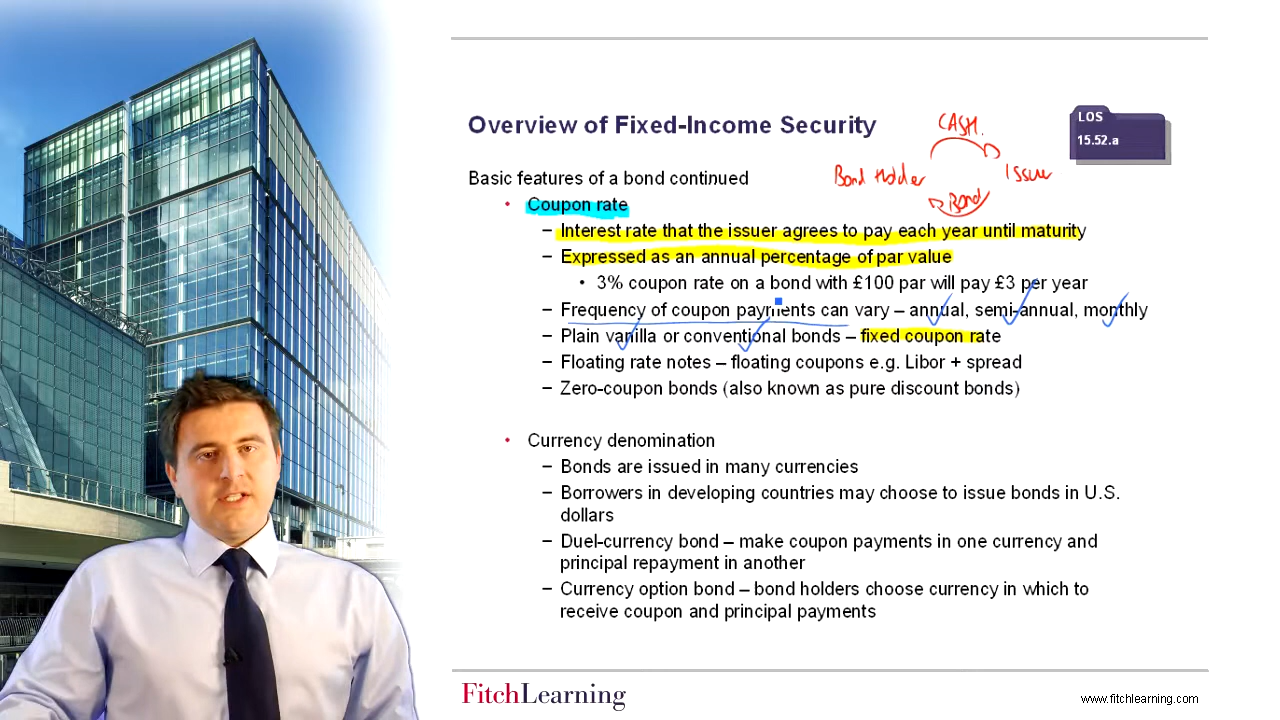 LOS
15.52.a
Overview of Fixed-Income Security
CASH.
Bond Holder
Issuer
Bond
Basic features of a bond continued
• Coupon rate
– Interest rate that the issuer agrees to pay each year until maturity
– Expressed as an annual percentage of par value
• 3% coupon rate on a bond with £100 par will pay £3 per year
– Frequency of coupon payments can vary – annual, semi-annual, monthly
– Plain vanilla or conventional bonds – fixed coupon rate
– Floating rate notes – floating coupons e.g. Libor + spread
– Zero-coupon bonds (also known as pure discount bonds)
• Currency denomination
– Bonds are issued in many currencies
– Borrowers in developing countries may choose to issue bonds in U.S.
dollars
– Duel-currency bond – make coupon payments in one currency and
principal repayment in another
– Currency option bond – bond holders choose currency in which to
receive coupon and principal payments
FitchLearning
www.fitchlearning.com